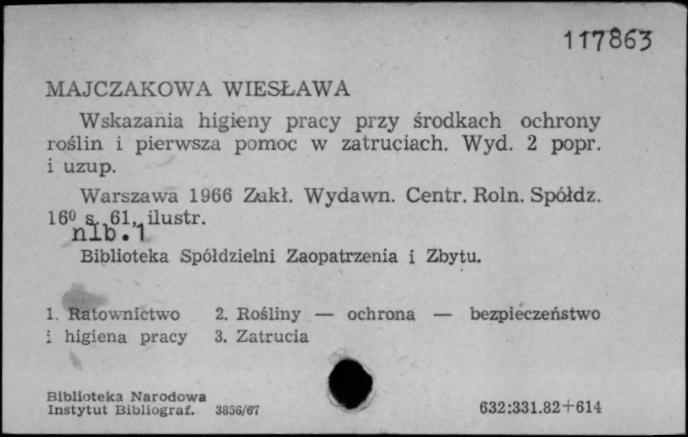 117863
MAJCZAKOWA WIESŁAWA
Wskazania higieny pracy przy środkach ochrony
roślin i pierwsza pomoc w zatruciach. Wyd. 2 popr.
i uzup.
Warszawa 1966 Zakł. Wydawn. Centr. Roln. Spółdz.
16⁰ s. 61, ilustr.
nlb.1
Biblioteka Spółdzielni Zaopatrzenia i Zbytu.
1. Ratownictwo 2. Rośliny — ochrona — bezpieczeństwo
i higiena pracy 3. Zatrucia
Biblioteka Narodowa
Instytut Bibliograf. 3856/67 632:331.82+614